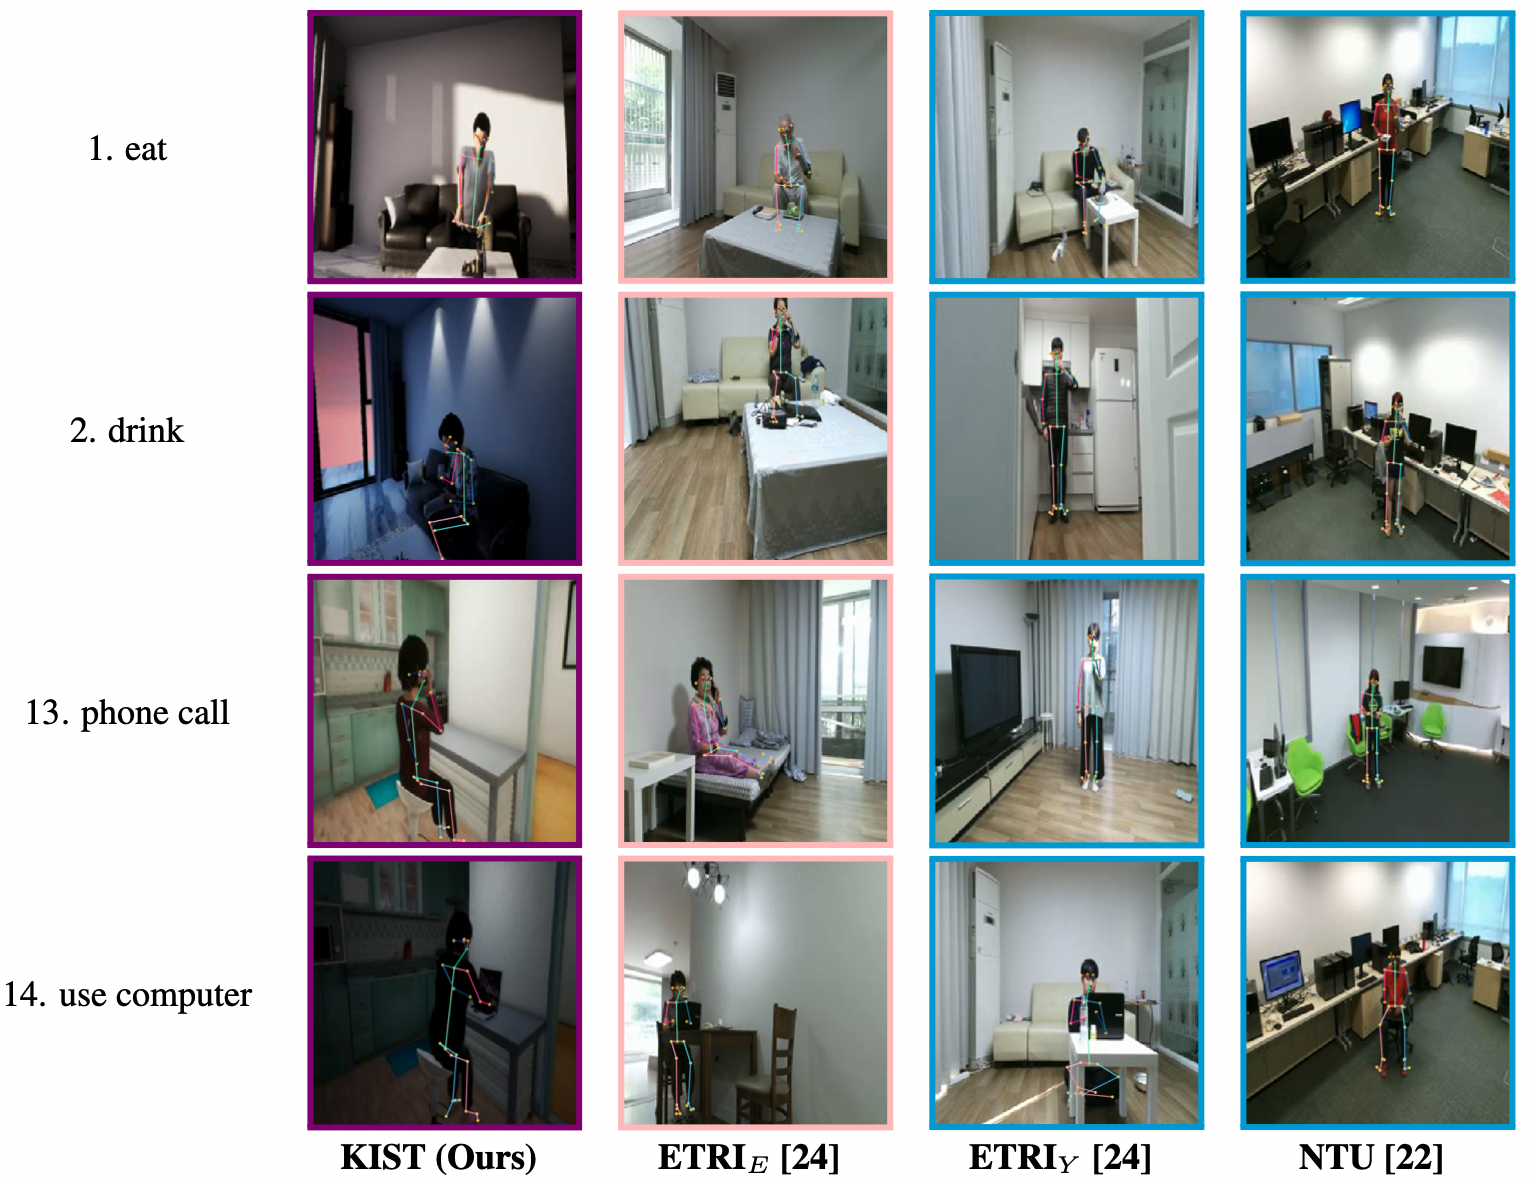 1. eat
2. drink
13. phone call
14. use computer
KIST (Ours) ETRI_E [24] ETRI_Y [24] NTU [22]